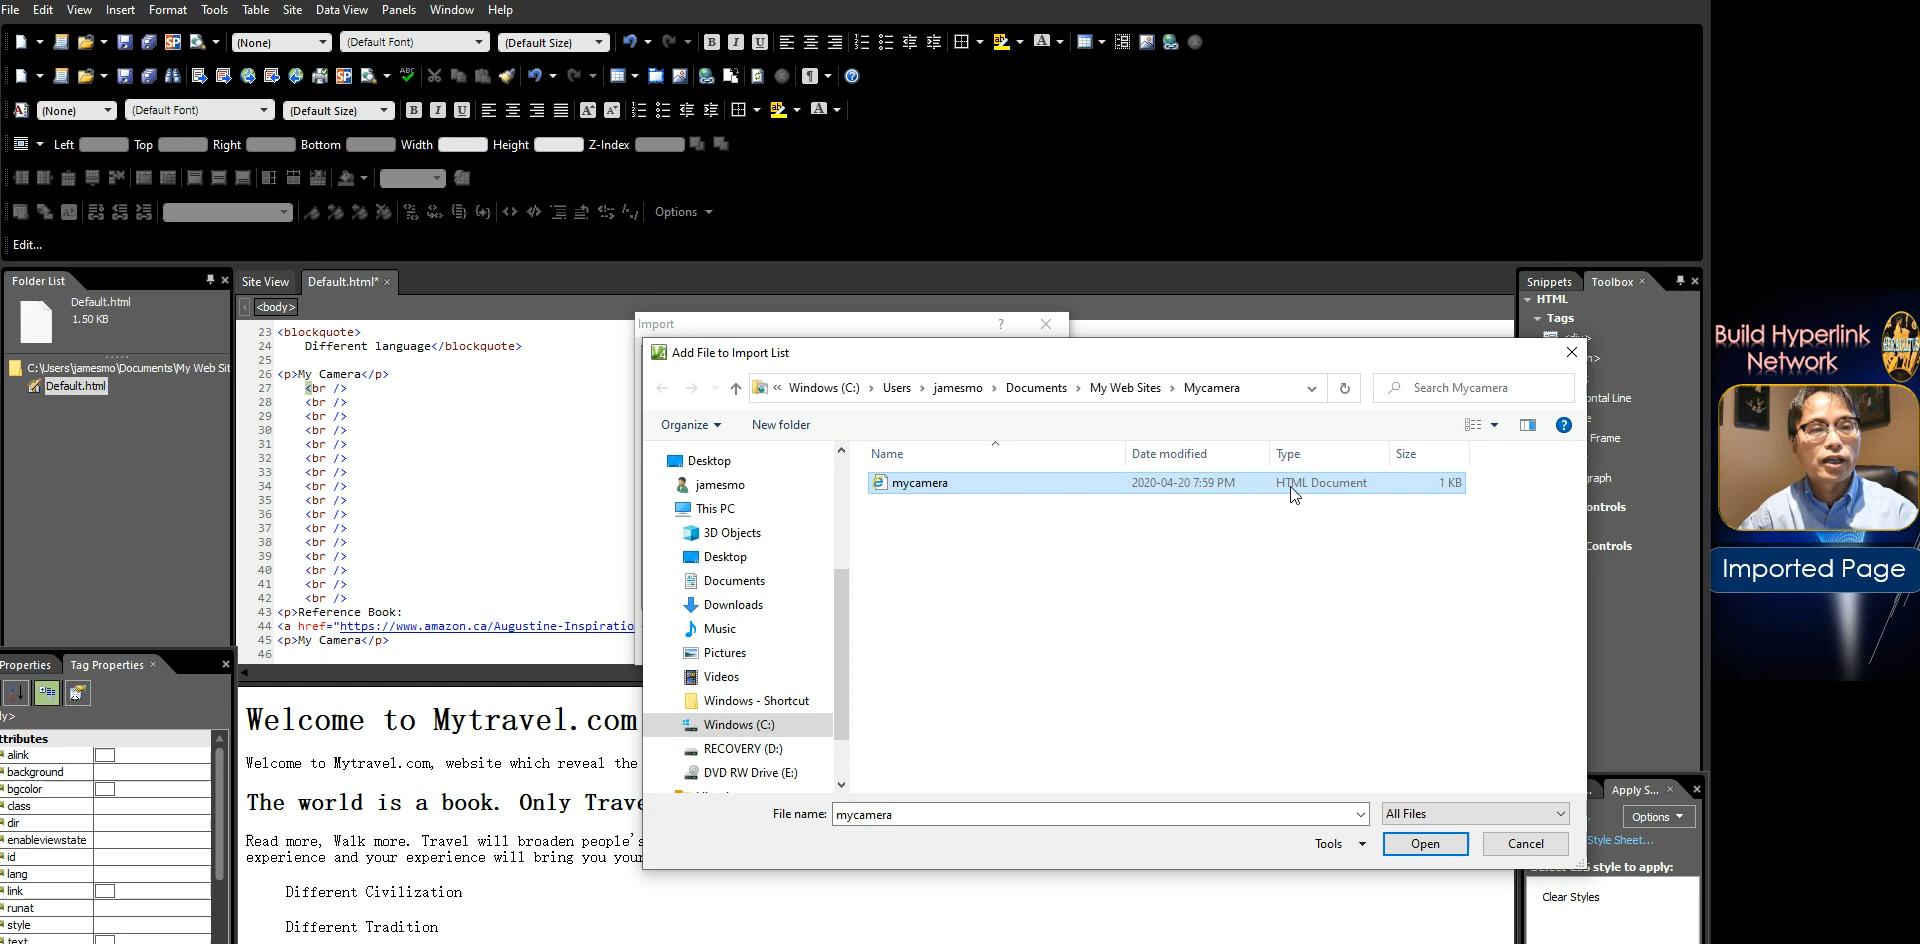 File Edit View Insert Format Tools Table Site Data View Panels Window Help
(None) (Default Font) (Default Size)
(None) (Default Font) (Default Size)
Left Top Right Bottom Width Height Z-Index
Options
Edit...
Folder List
Default.html
1.50 KB
C:\Users\jamesmo\Documents\My Web Sit
Default.html
Site View Default.html*
<body>
23 <blockquote>
24 Different language</blockquote>
25
26 <p>My Camera</p>
27 <br />
28 <br />
29 <br />
30 <br />
31 <br />
32 <br />
33 <br />
34 <br />
35 <br />
36 <br />
37 <br />
38 <br />
39 <br />
40 <br />
41 <br />
42 <br />
43 <p>Reference Book:
44 <a href="https://www.amazon.ca/Augustine-Inspiratio
45 <p>My Camera</p>
46
Import ?
Add File to Import List
« Windows (C:) › Users › jamesmo › Documents › My Web Sites › Mycamera
Search Mycamera
Organize New folder
Name Date modified Type Size
mycamera 2020-04-20 7:59 PM HTML Document 1 KB
Desktop
jamesmo
This PC
3D Objects
Desktop
Documents
Downloads
Music
Pictures
Videos
Windows - Shortcut
Windows (C:)
RECOVERY (D:)
DVD RW Drive (E:)
File name: mycamera All Files
Tools Open Cancel
Snippets Toolbox
HTML
Tags
ontal Line
Frame
graph
ontrols
Controls
Build Hyperlink
Network
Imported Page
Properties Tag Properties
ly>
ttributes
alink
background
bgcolor
class
dir
enableviewstate
id
lang
link
runat
style
text
Welcome to Mytravel.com
Welcome to Mytravel.com, website which reveal the
The world is a book. Only Trave
Read more, Walk more. Travel will broaden people's
experience and your experience will bring you your
Different Civilization
Different Tradition
Apply S...
Options
Style Sheet...
style to apply:
Clear Styles